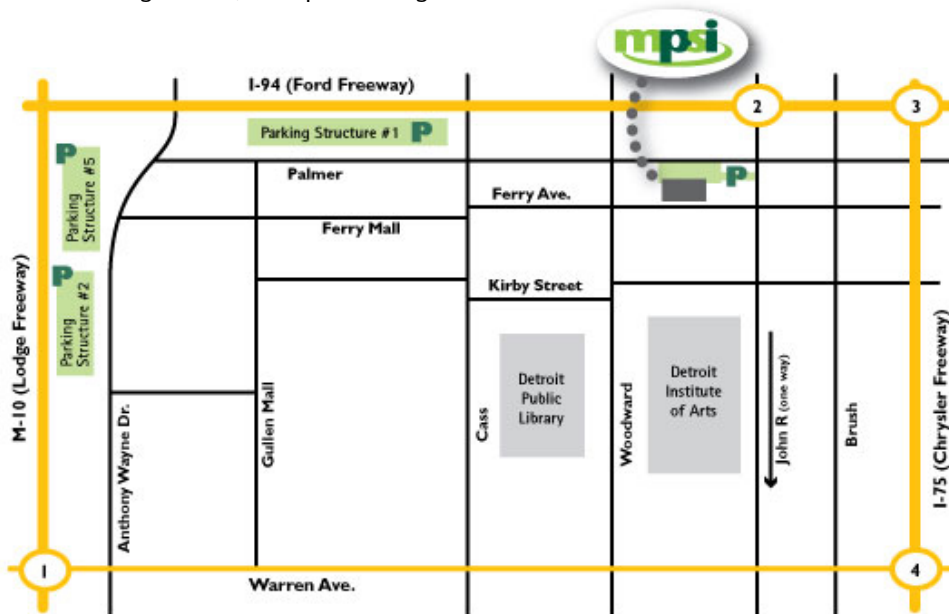 mpsi
I-94 (Ford Freeway)
2
3
Parking Structure #1 P
P
Parking
Structure #5
Palmer
P
Ferry Ave.
Ferry Mall
P
Parking
Structure #2
Kirby Street
M-10 (Lodge Freeway)
Anthony Wayne Dr.
Gullen Mall
Cass
Detroit
Public
Library
Woodward
Detroit
Institute
of Arts
John R (one way)
Brush
I-75 (Chrysler Freeway)
1
Warren Ave.
4